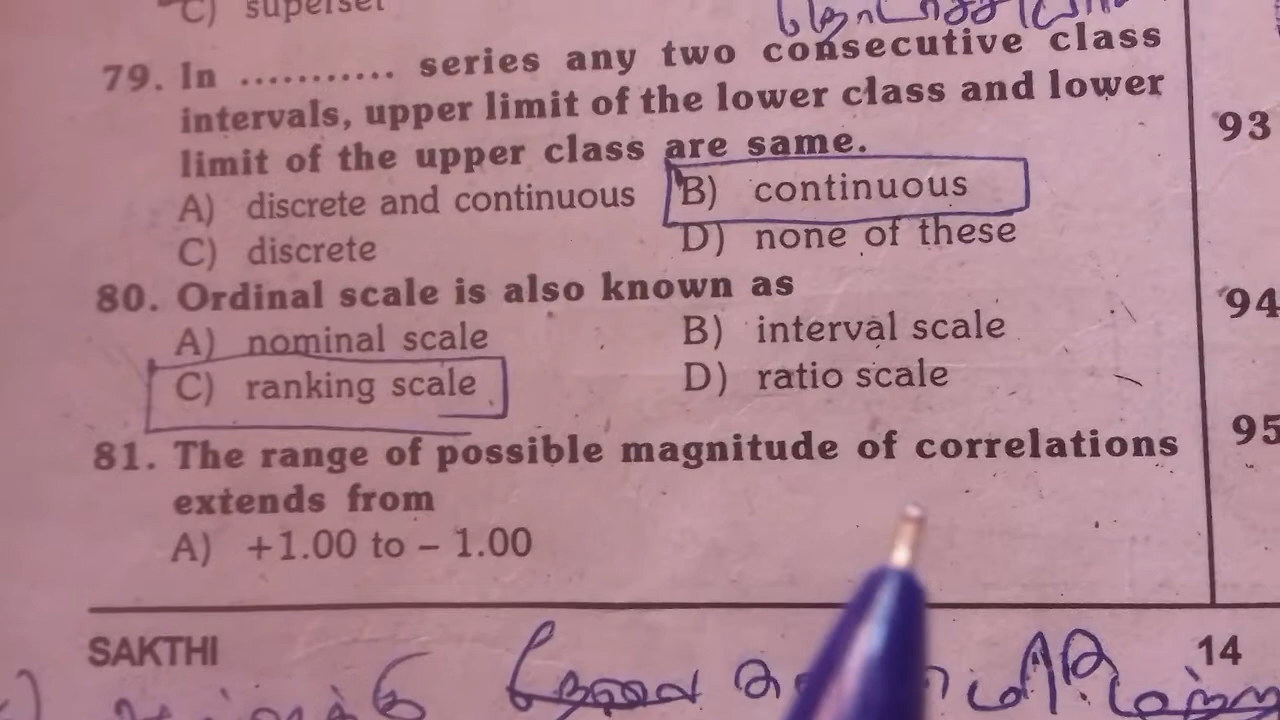 C) superset
79. In ........... series any two consecutive class
intervals, upper limit of the lower class and lower
limit of the upper class are same.
A) discrete and continuous B) continuous
C) discrete D) none of these
80. Ordinal scale is also known as
A) nominal scale B) interval scale
C) ranking scale D) ratio scale
81. The range of possible magnitude of correlations
extends from
A) +1.00 to – 1.00
93
94
95
SAKTHI 14